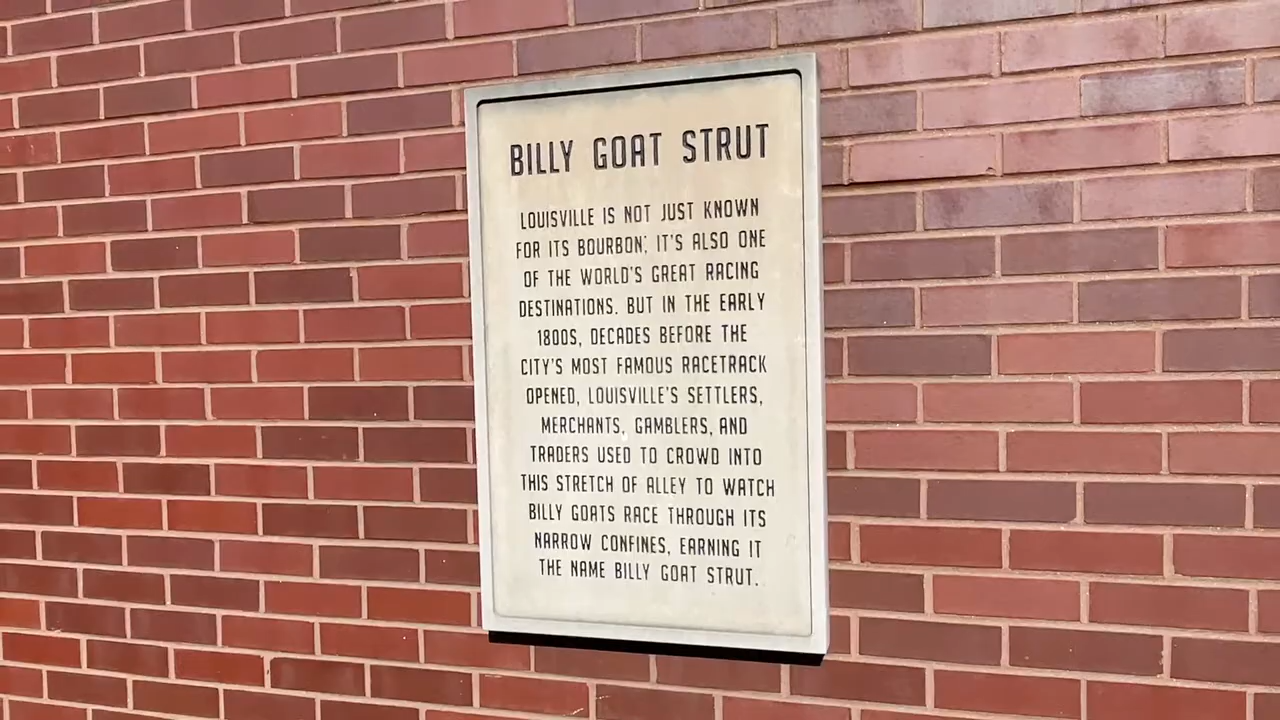 BILLY GOAT STRUT
LOUISVILLE IS NOT JUST KNOWN
FOR ITS BOURBON; IT'S ALSO ONE
OF THE WORLD'S GREAT RACING
DESTINATIONS. BUT IN THE EARLY
1800S, DECADES BEFORE THE
CITY'S MOST FAMOUS RACETRACK
OPENED, LOUISVILLE'S SETTLERS,
MERCHANTS, GAMBLERS, AND
TRADERS USED TO CROWD INTO
THIS STRETCH OF ALLEY TO WATCH
BILLY GOATS RACE THROUGH ITS
NARROW CONFINES, EARNING IT
THE NAME BILLY GOAT STRUT.